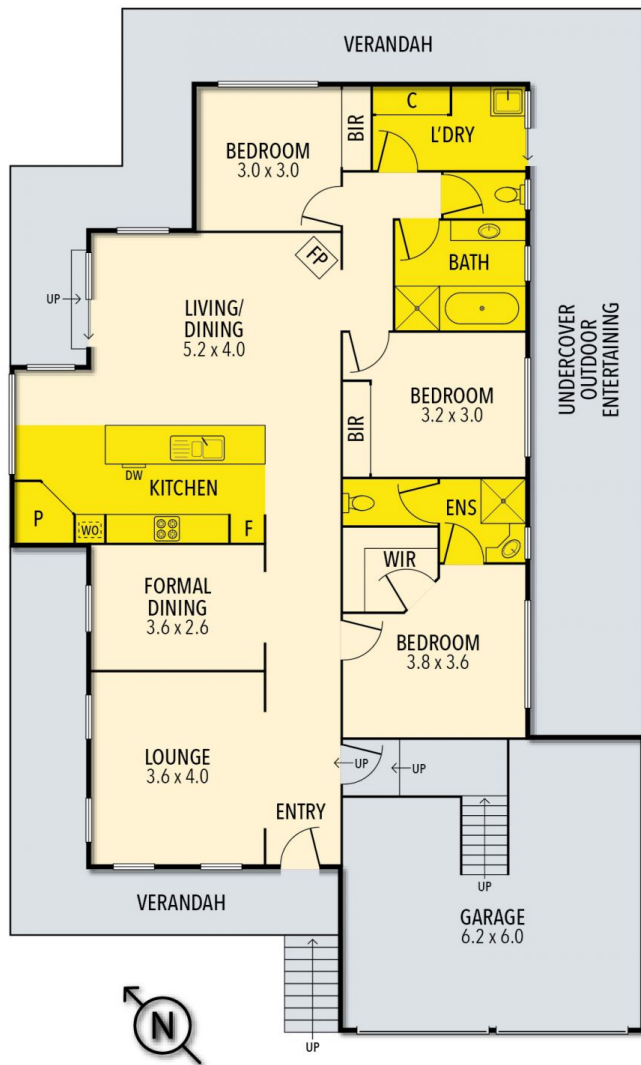 VERANDAH
C
BIR
L'DRY
BEDROOM
3.0 x 3.0
FP
BATH
UP
LIVING/
DINING
5.2 x 4.0
UNDERCOVER
OUTDOOR
ENTERTAINING
BEDROOM
3.2 x 3.0
BIR
DW
KITCHEN
P
WO
F
ENS
WIR
FORMAL
DINING
3.6 x 2.6
BEDROOM
3.8 x 3.6
LOUNGE
3.6 x 4.0
UP
UP
ENTRY
UP
VERANDAH
GARAGE
6.2 x 6.0
N
UP